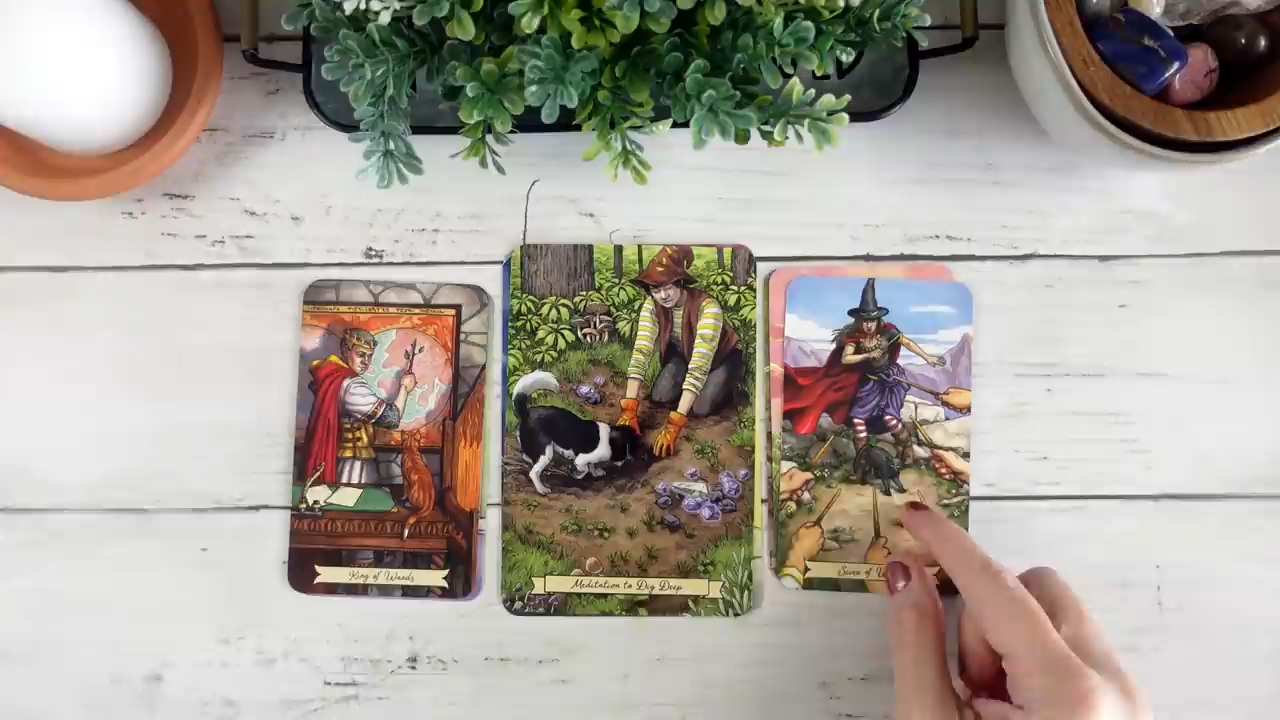 King of Wands
Meditation to Dig Deep
Seven of